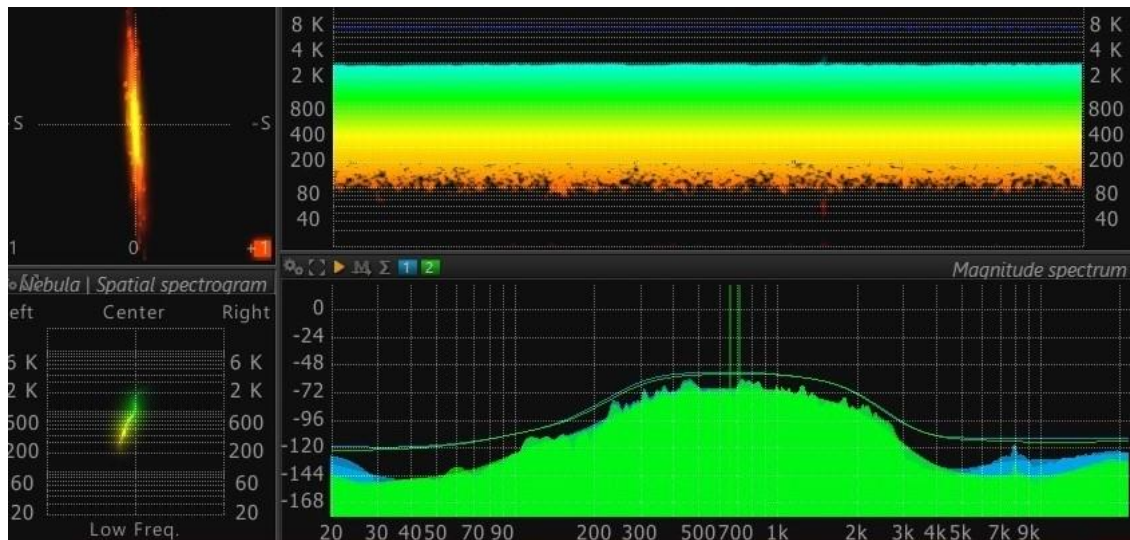 8 K 8 K
4 K 4 K
2 K 2 K
800 800
-S -S 400 400
200 200
80 80
40 40
1 0 +1
M Σ 1 2 Magnitude spectrum
Nebula | Spatial spectrogram
eft Center Right
6 K 6 K
2 K 2 K
600 600
200 200
60 60
20 20
Low Freq.
0
-24
-48
-72
-96
-120
-144
-168
20 30 40 50 70 90 200 300 500 700 1k 2k 3k 4k 5k 7k 9k